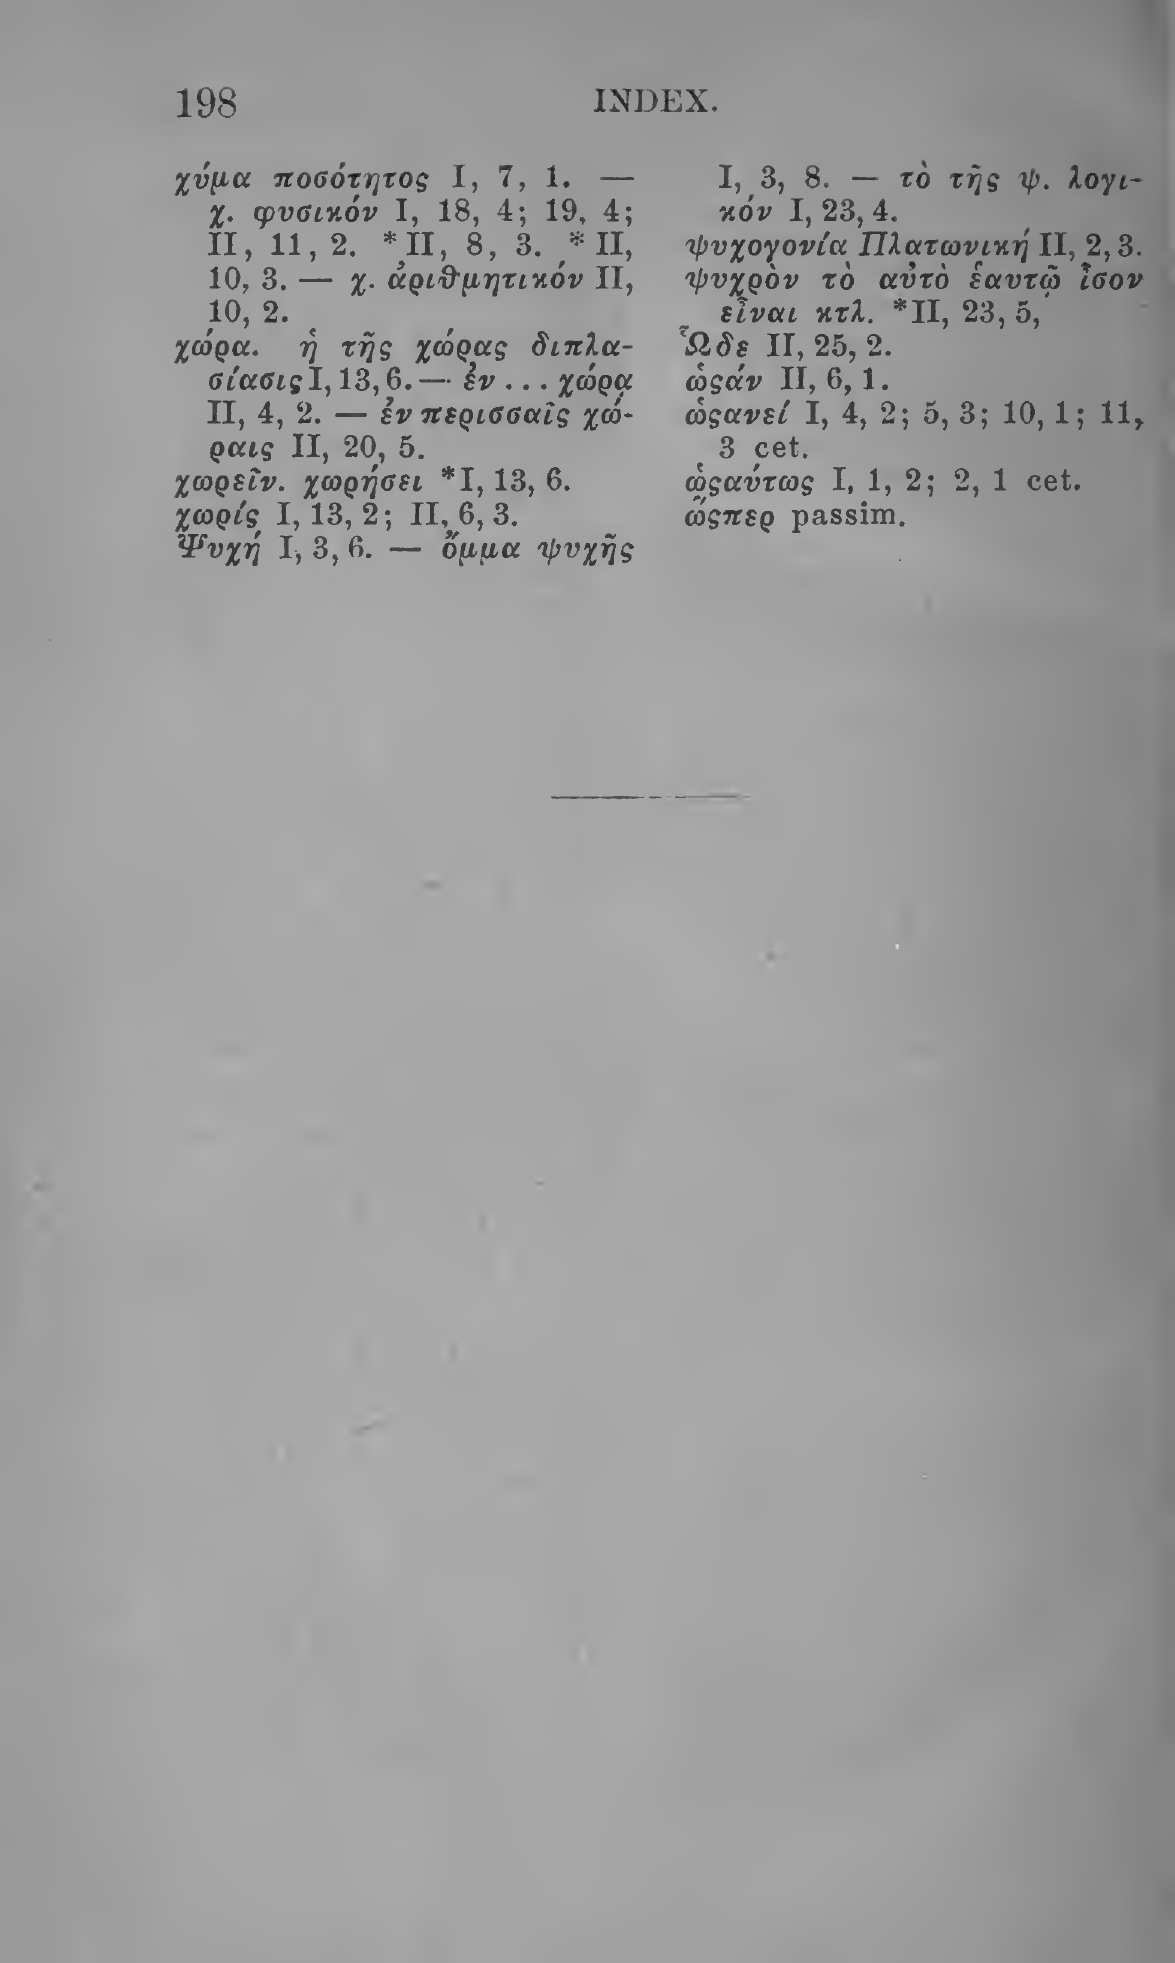 198 INDEX.
χύμα ποσότητος I, 7, 1. —
χ. φυσικόν I, 18, 4; 19, 4;
II, 11, 2. *II, 8, 3. * II,
10, 3. — χ. ἀριϑμητικόν II,
10, 2.
χώρα. ἡ τῆς χώρας διπλα-
σίασις I, 13, 6. — ἐν ... χώρᾳ
II, 4, 2. — ἐν περισσαῖς χώ-
ραις II, 20, 5.
χωρεῖν. χωρήσει *I, 13, 6.
χωρίς I, 13, 2; II, 6, 3.
Ψυχή I, 3, 6. — ὄμμα ψυχῆς
I, 3, 8. — τὸ τῆς ψ. λογι-
κόν I, 23, 4.
ψυχογονία Πλατωνική II, 2, 3.
ψυχρὸν τὸ αὐτὸ ἑαυτῷ ἴσον
εἶναι κτλ. *II, 23, 5,
Ὧδε II, 25, 2.
ὡςάν II, 6, 1.
ὡςανεί I, 4, 2; 5, 3; 10, 1; 11,
3 cet.
ὡςαύτως I, 1, 2; 2, 1 cet.
ὥςπερ passim.